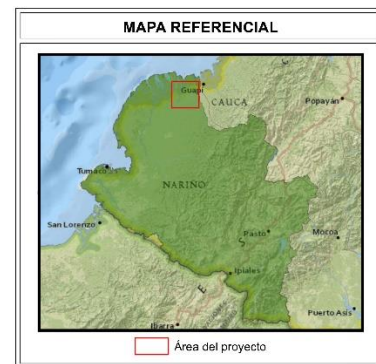 MAPA REFERENCIAL
Guapi
CAUCA
Popayán
Tumaco
NARIÑO
San Lorenzo
Pasto
Mocoa
Ipiales
Puerto Asís
Ibarra
Área del proyecto